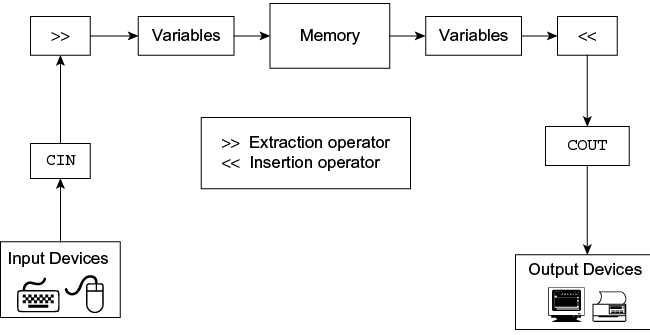 >>
Variables
Memory
Variables
<<
>> Extraction operator
<< Insertion operator
CIN
COUT
Input Devices
Output Devices